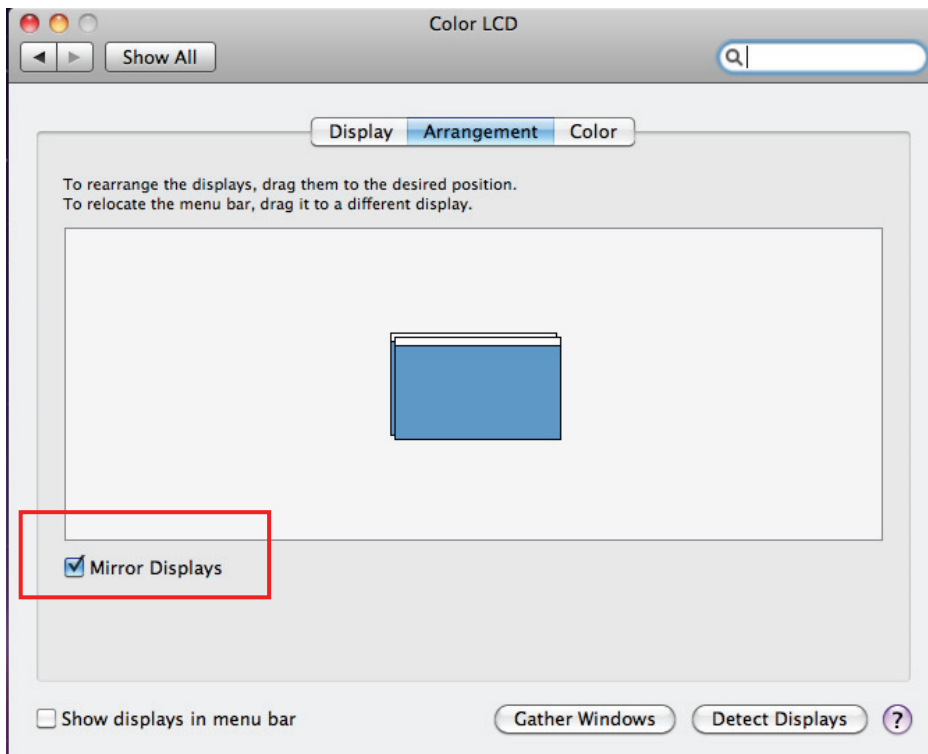 Color LCD
Show All
Display Arrangement Color
To rearrange the displays, drag them to the desired position.
To relocate the menu bar, drag it to a different display.
Mirror Displays
Show displays in menu bar Gather Windows Detect Displays ?